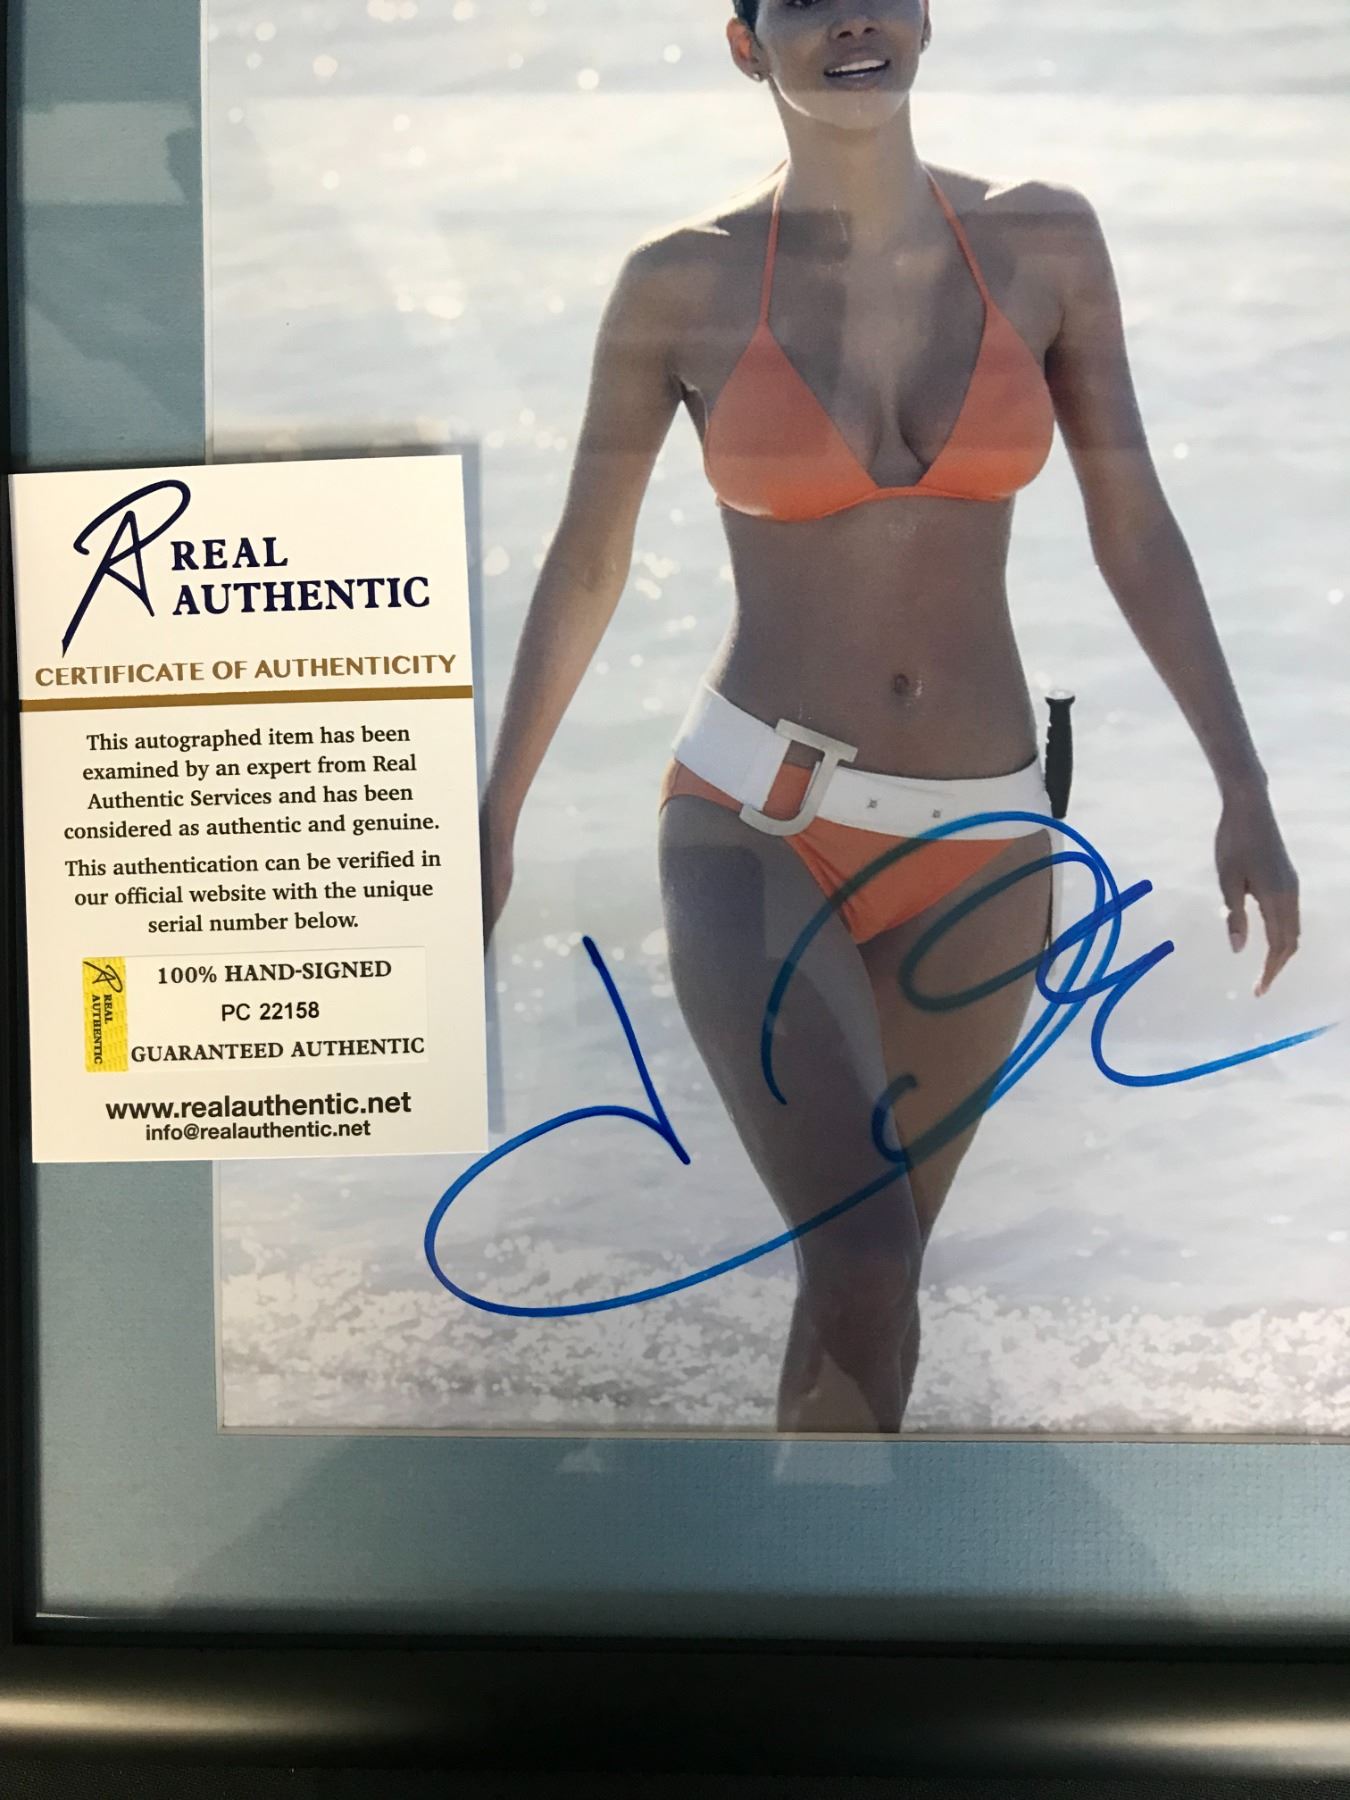 REAL
AUTHENTIC
CERTIFICATE OF AUTHENTICITY
This autographed item has been
examined by an expert from Real
Authentic Services and has been
considered as authentic and genuine.
This authentication can be verified in
our official website with the unique
serial number below.
REAL
AUTHENTIC
100% HAND-SIGNED
PC 22158
GUARANTEED AUTHENTIC
www.realauthentic.net
info@realauthentic.net